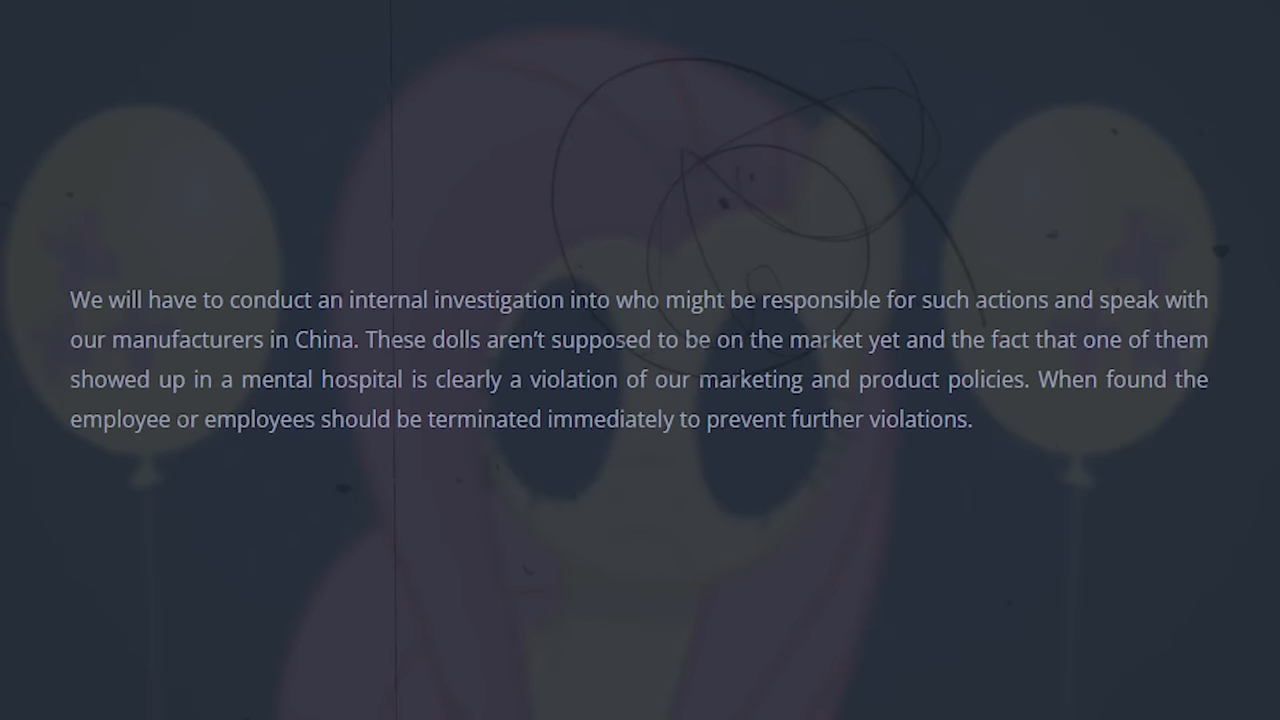 We will have to conduct an internal investigation into who might be responsible for such actions and speak with
our manufacturers in China. These dolls aren’t supposed to be on the market yet and the fact that one of them
showed up in a mental hospital is clearly a violation of our marketing and product policies. When found the
employee or employees should be terminated immediately to prevent further violations.